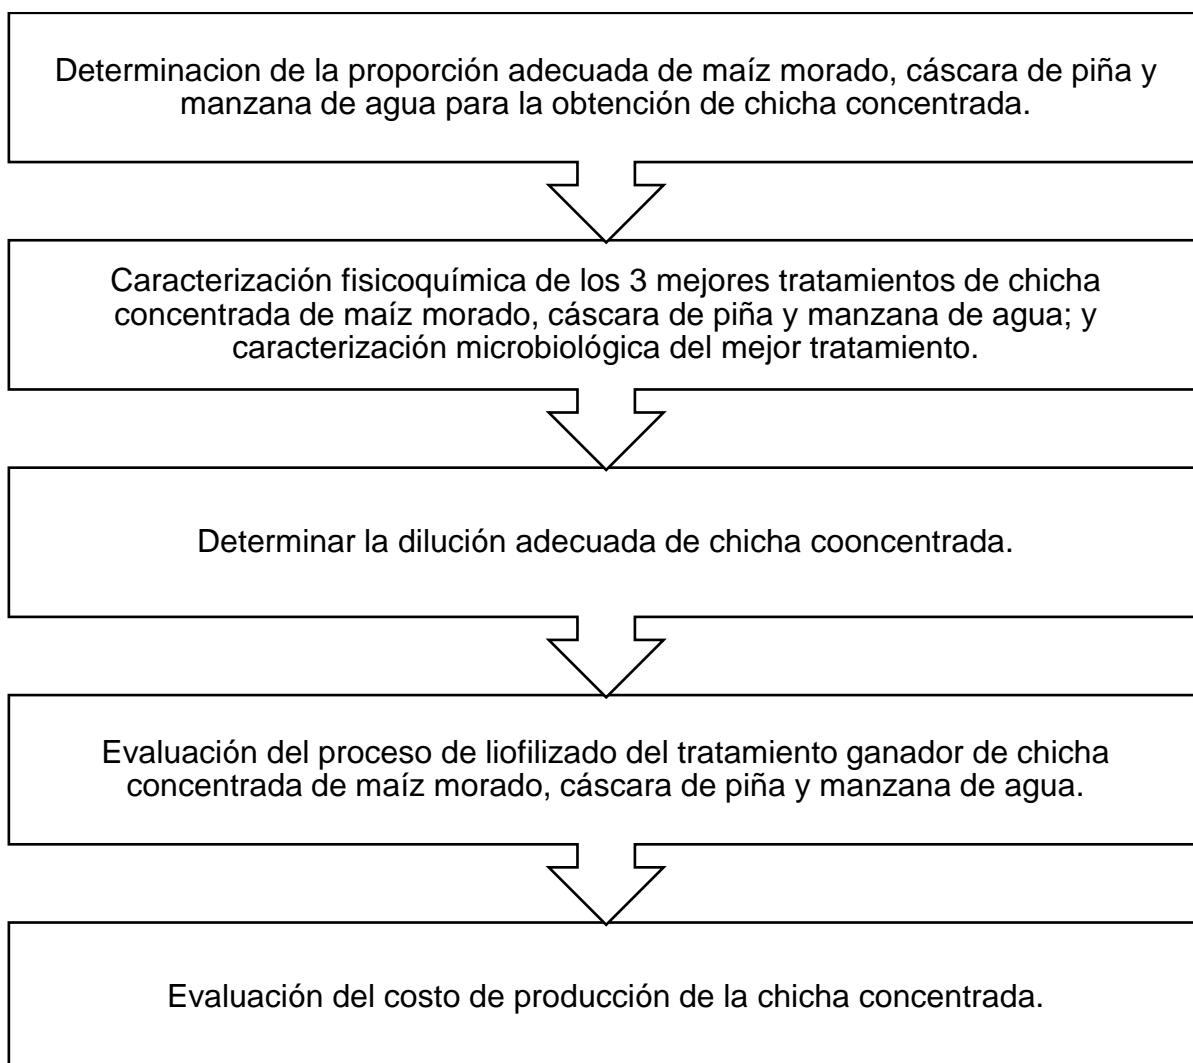 Determinacion de la proporción adecuada de maíz morado, cáscara de piña y
manzana de agua para la obtención de chicha concentrada.
Caracterización fisicoquímica de los 3 mejores tratamientos de chicha
concentrada de maíz morado, cáscara de piña y manzana de agua; y
caracterización microbiológica del mejor tratamiento.
Determinar la dilución adecuada de chicha cooncentrada.
Evaluación del proceso de liofilizado del tratamiento ganador de chicha
concentrada de maíz morado, cáscara de piña y manzana de agua.
Evaluación del costo de producción de la chicha concentrada.